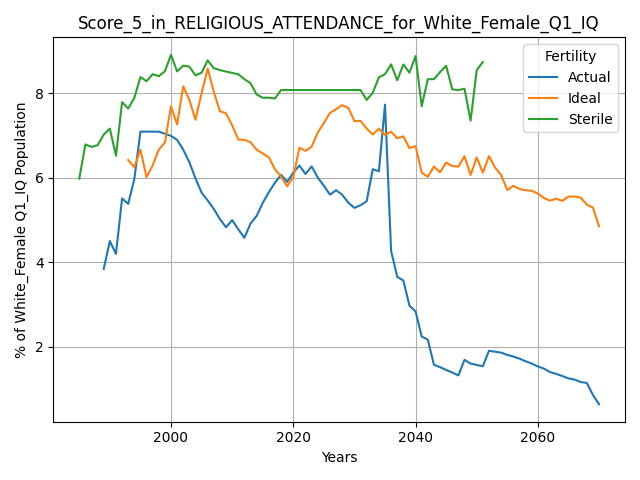 Score_5_in_RELIGIOUS_ATTENDANCE_for_White_Female_Q1_IQ
Fertility
Actual
Ideal
Sterile
% of White_Female Q1_IQ Population
8
6
4
2
2000
2020
2040
2060
Years